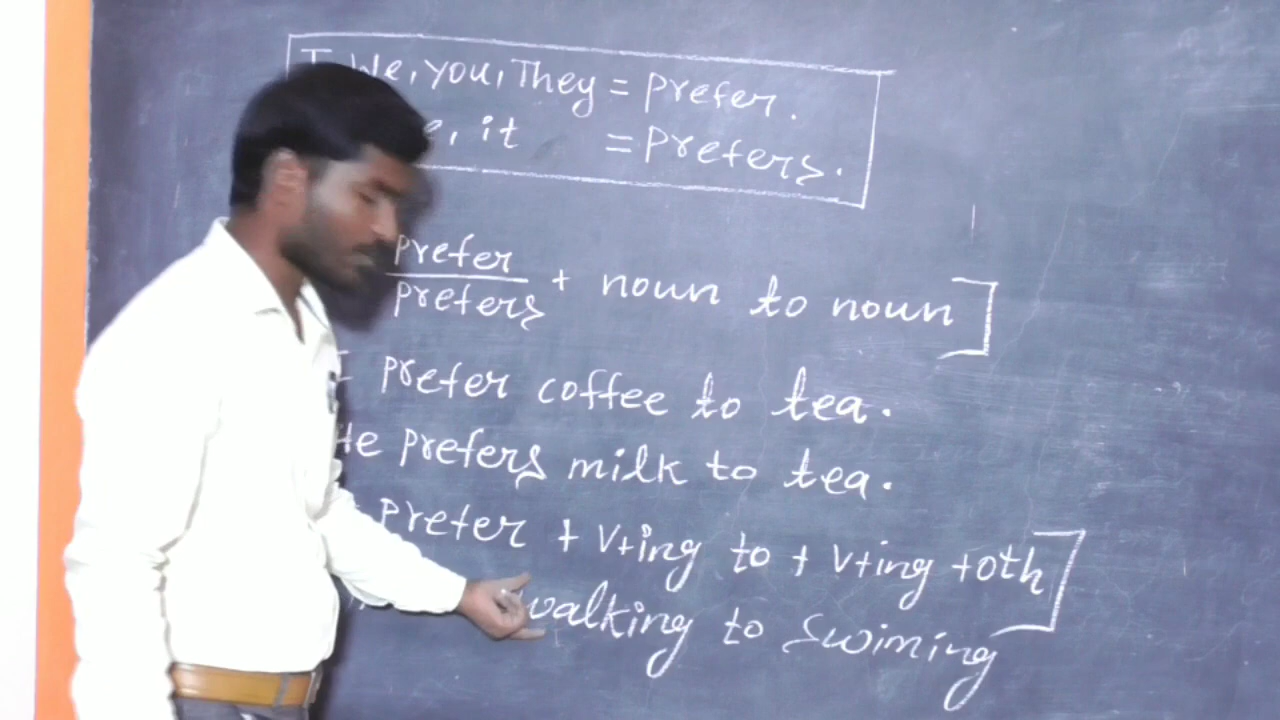 I, We, you, They = prefer.
, it = prefers.
prefer
prefers + noun to noun]
I prefer coffee to tea.
He prefers milk to tea.
prefer + V+ing to + V+ing + oth]
walking to swiming